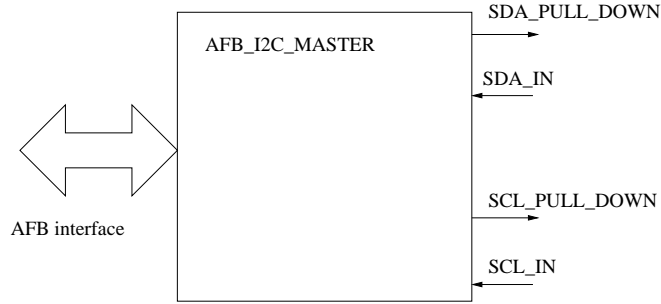 SDA_PULL_DOWN
AFB_I2C_MASTER
SDA_IN
SCL_PULL_DOWN
AFB interface
SCL_IN